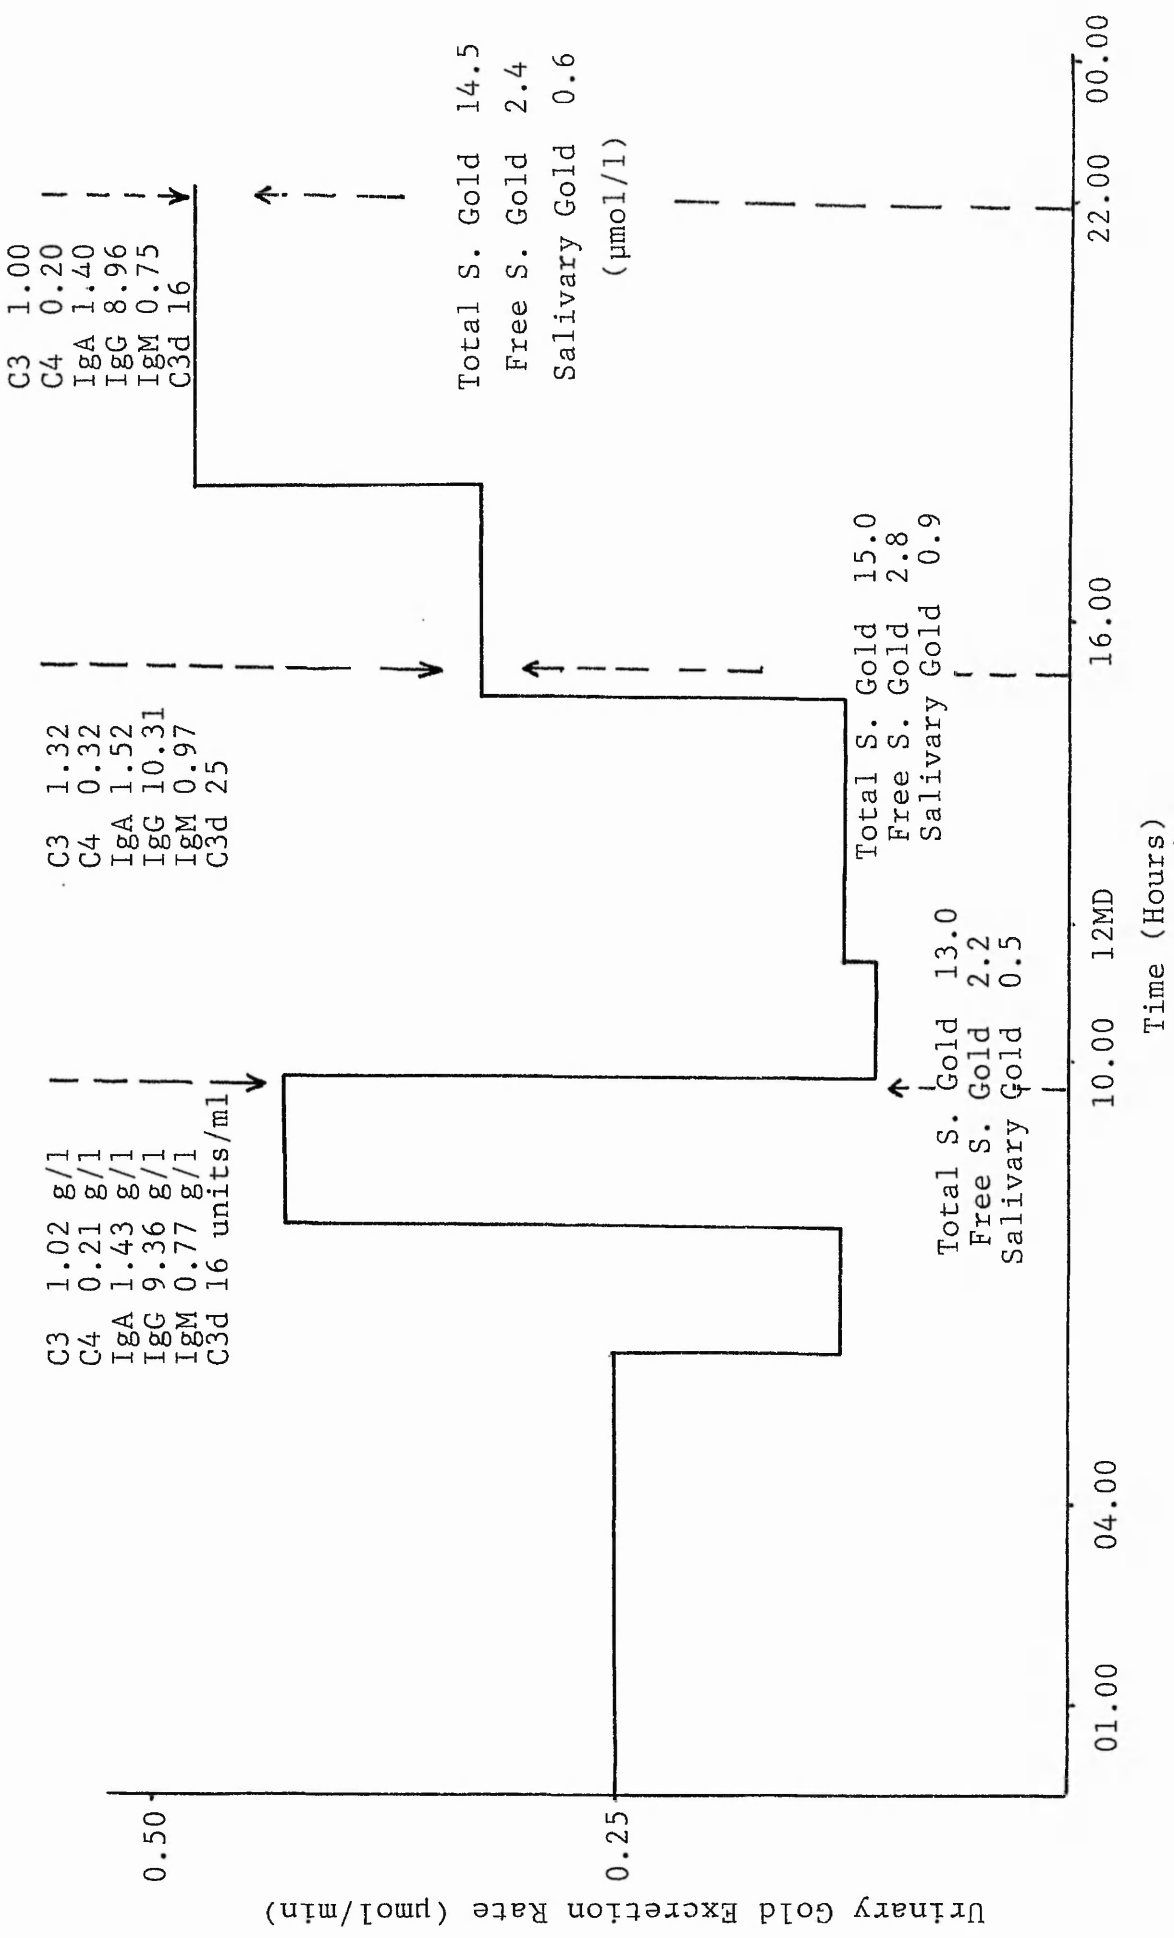 C3 1.02 g/l
C4 0.21 g/l
IgA 1.43 g/l
IgG 9.36 g/l
IgM 0.77 g/l
C3d 16 units/ml
C3 1.32
C4 0.32
IgA 1.52
IgG 10.31
IgM 0.97
C3d 25
C3 1.00
C4 0.20
IgA 1.40
IgG 8.96
IgM 0.75
C3d 16
Total S. Gold 13.0
Free S. Gold 2.2
Salivary Gold 0.5
Total S. Gold 15.0
Free S. Gold 2.8
Salivary Gold 0.9
Total S. Gold 14.5
Free S. Gold 2.4
Salivary Gold 0.6
(µmol/l)
Urinary Gold Excretion Rate (µmol/min)
0.50
0.25
01.00 04.00 10.00 12MD 16.00 22.00 00.00
Time (Hours)